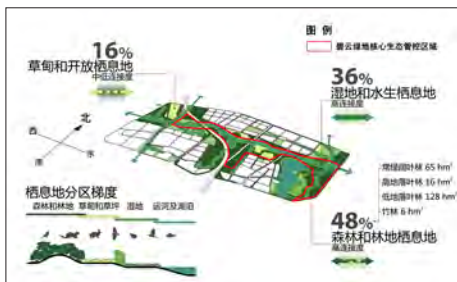 图 例
碧云绿地核心生态管控区域
16%
草甸和开放栖息地
中低连接度
36%
湿地和水生栖息地
高连接度
北
西
东
南
常绿阔叶林 65 hm²
高地落叶林 16 hm²
低地落叶林 128 hm²
竹林 6 hm²
48%
森林和林地栖息地
高连接度
栖息地分区梯度
森林和林地 草甸和草坪 湿地 运河及湖泊